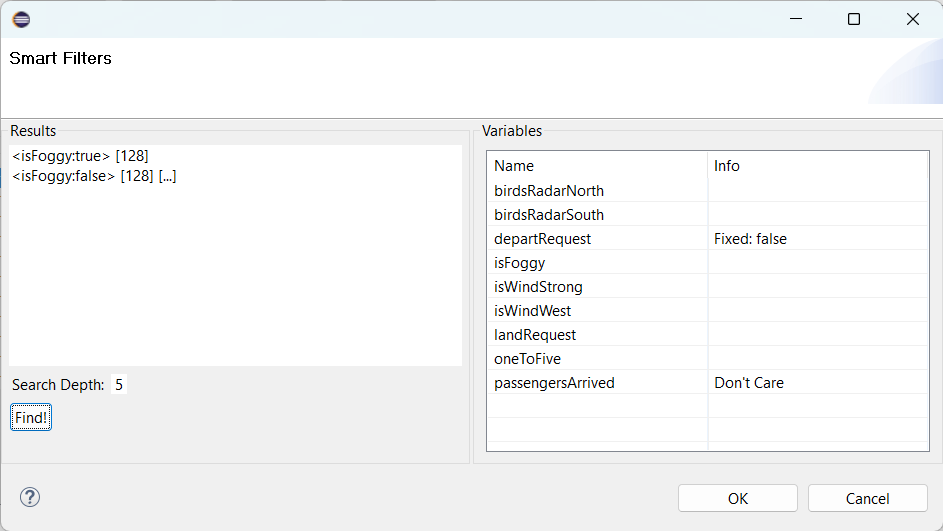 Smart Filters
Results
<isFoggy:true> [128]
<isFoggy:false> [128] [...]
Search Depth: 5
Find!
Variables
Name Info
birdsRadarNorth
birdsRadarSouth
departRequest Fixed: false
isFoggy
isWindStrong
isWindWest
landRequest
oneToFive
passengersArrived Don't Care
?
OK Cancel